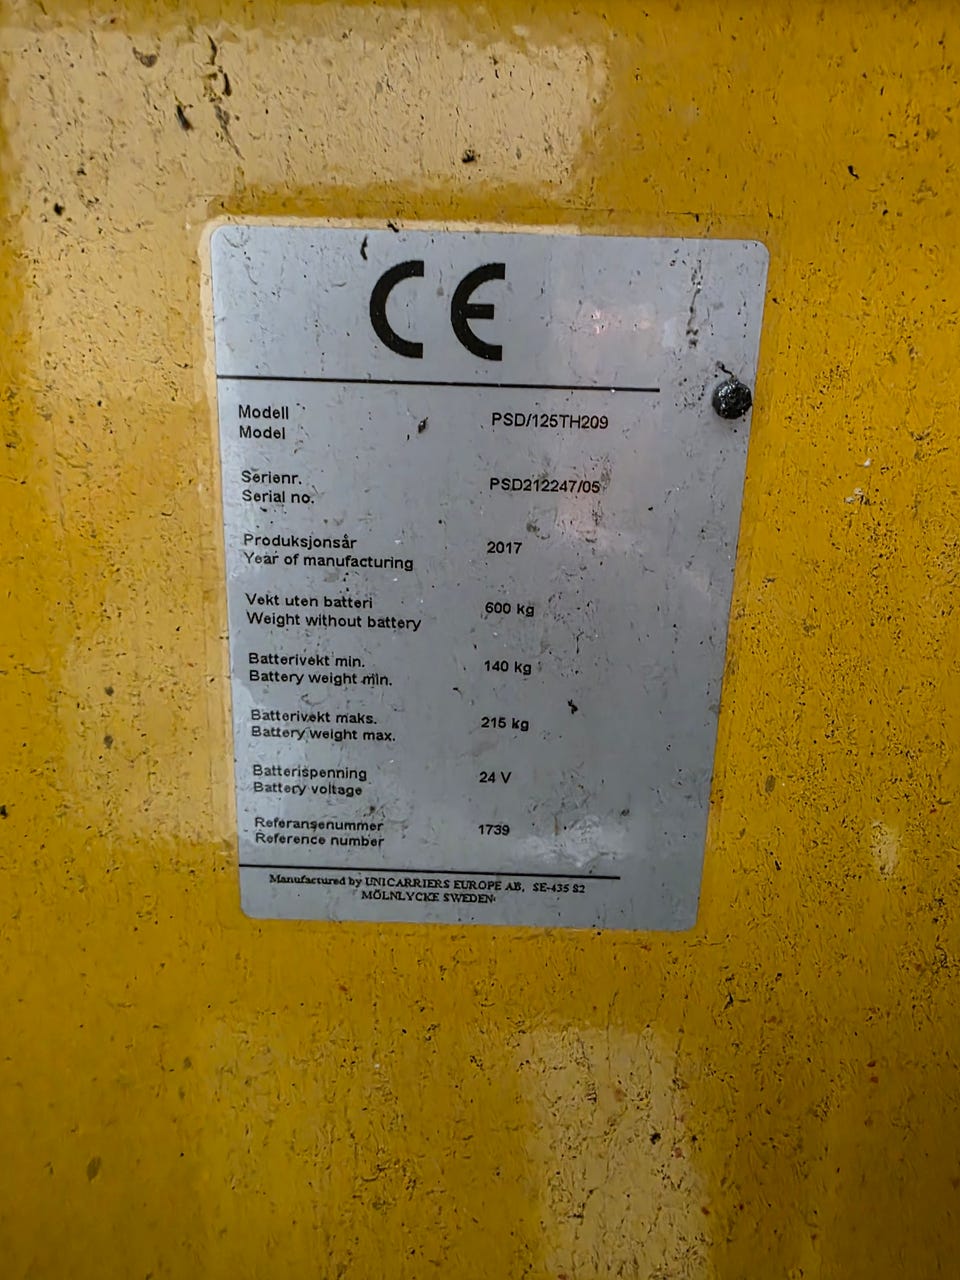 CE
Modell PSD/125TH209
Model
Serienr. PSD212247/05
Serial no.
Produksjonsår 2017
Year of manufacturing
Vekt uten batteri 600 kg
Weight without battery
Batterivekt min. 140 kg
Battery weight min.
Batterivekt maks. 215 kg
Battery weight max.
Batterispenning 24 V
Battery voltage
Referansenummer 1739
Reference number
Manufactured by UNICARRIERS EUROPE AB, SE-435 82
MÖLNLYCKE SWEDEN